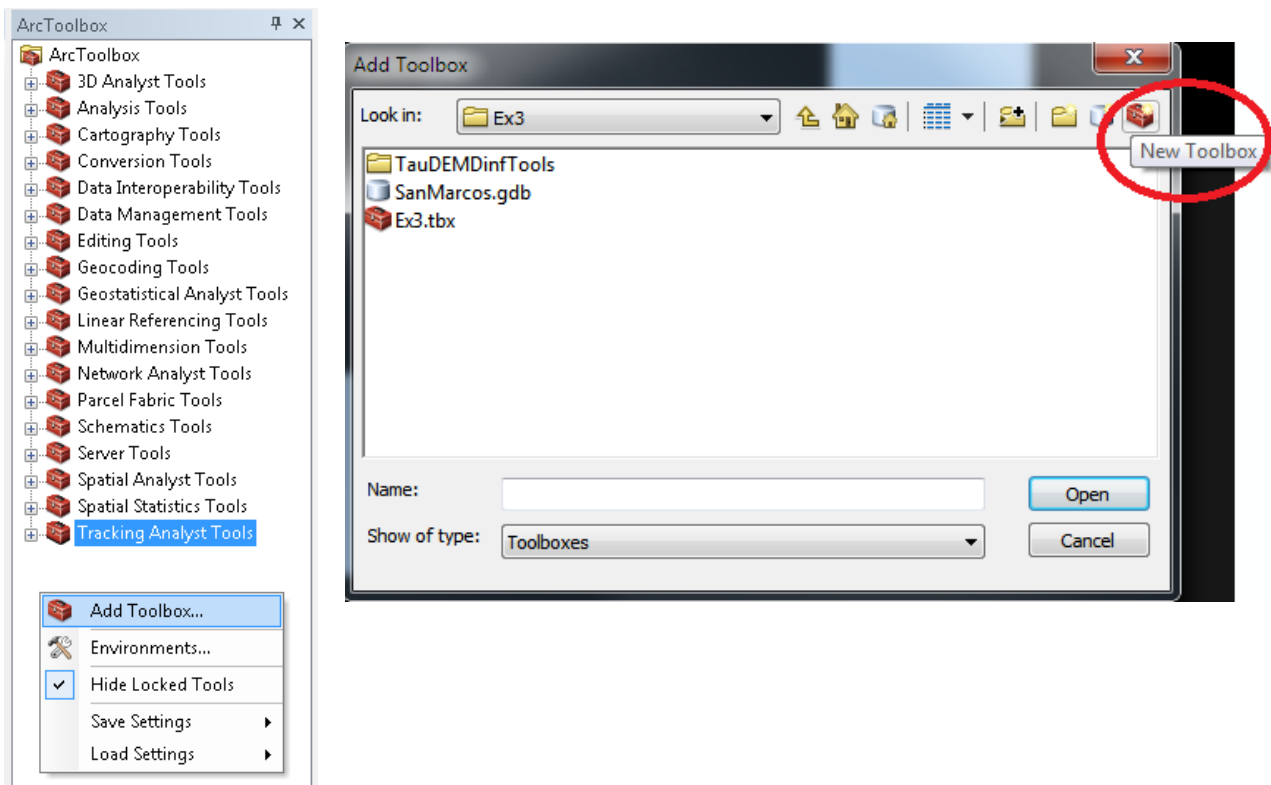 ArcToolbox
ArcToolbox
3D Analyst Tools
Analysis Tools
Cartography Tools
Conversion Tools
Data Interoperability Tools
Data Management Tools
Editing Tools
Geocoding Tools
Geostatistical Analyst Tools
Linear Referencing Tools
Multidimension Tools
Network Analyst Tools
Parcel Fabric Tools
Schematics Tools
Server Tools
Spatial Analyst Tools
Spatial Statistics Tools
Tracking Analyst Tools
Add Toolbox...
Environments...
Hide Locked Tools
Save Settings
Load Settings
Add Toolbox
Look in: Ex3
New Toolbox
TauDEMDinfTools
SanMarcos.gdb
Ex3.tbx
Name:
Open
Show of type: Toolboxes
Cancel